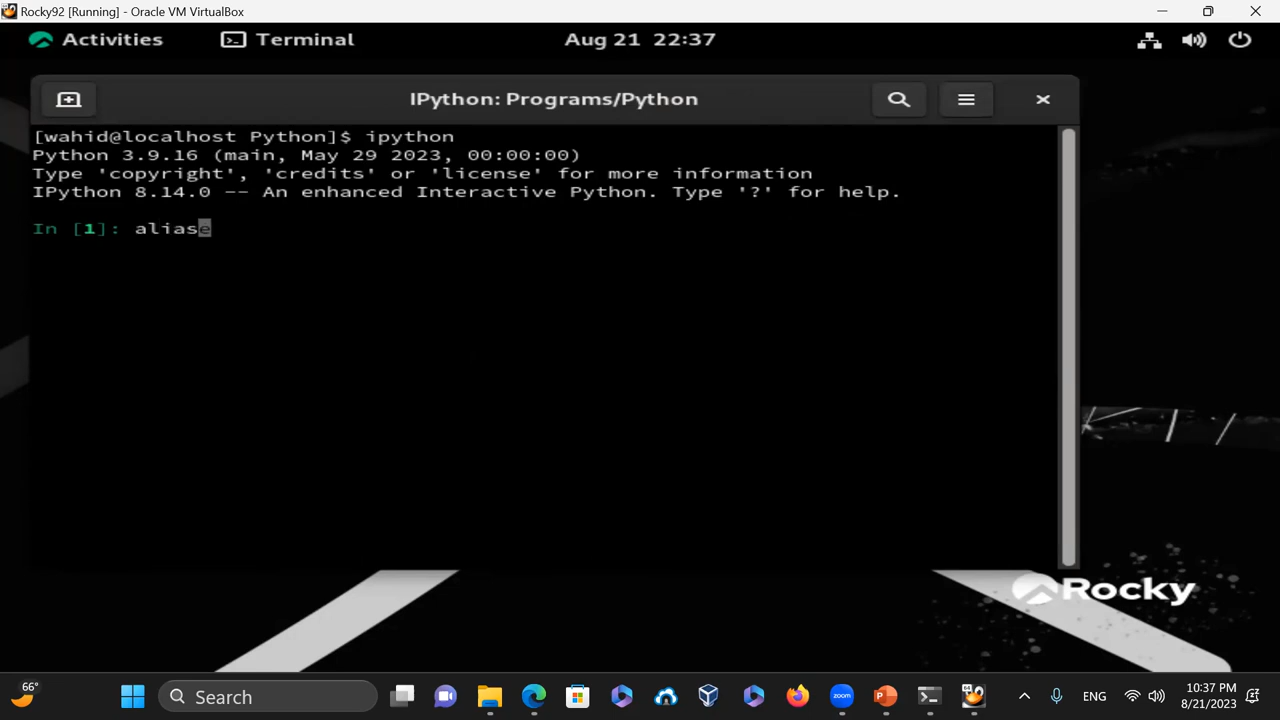 Rocky92 [Running] - Oracle VM VirtualBox
Activities Terminal Aug 21 22:37
IPython: Programs/Python
[wahid@localhost Python]$ ipython
Python 3.9.16 (main, May 29 2023, 00:00:00)
Type 'copyright', 'credits' or 'license' for more information
IPython 8.14.0 -- An enhanced Interactive Python. Type '?' for help.
In [1]: aliase
Rocky
66°
Search
zoom
ENG
10:37 PM
8/21/2023